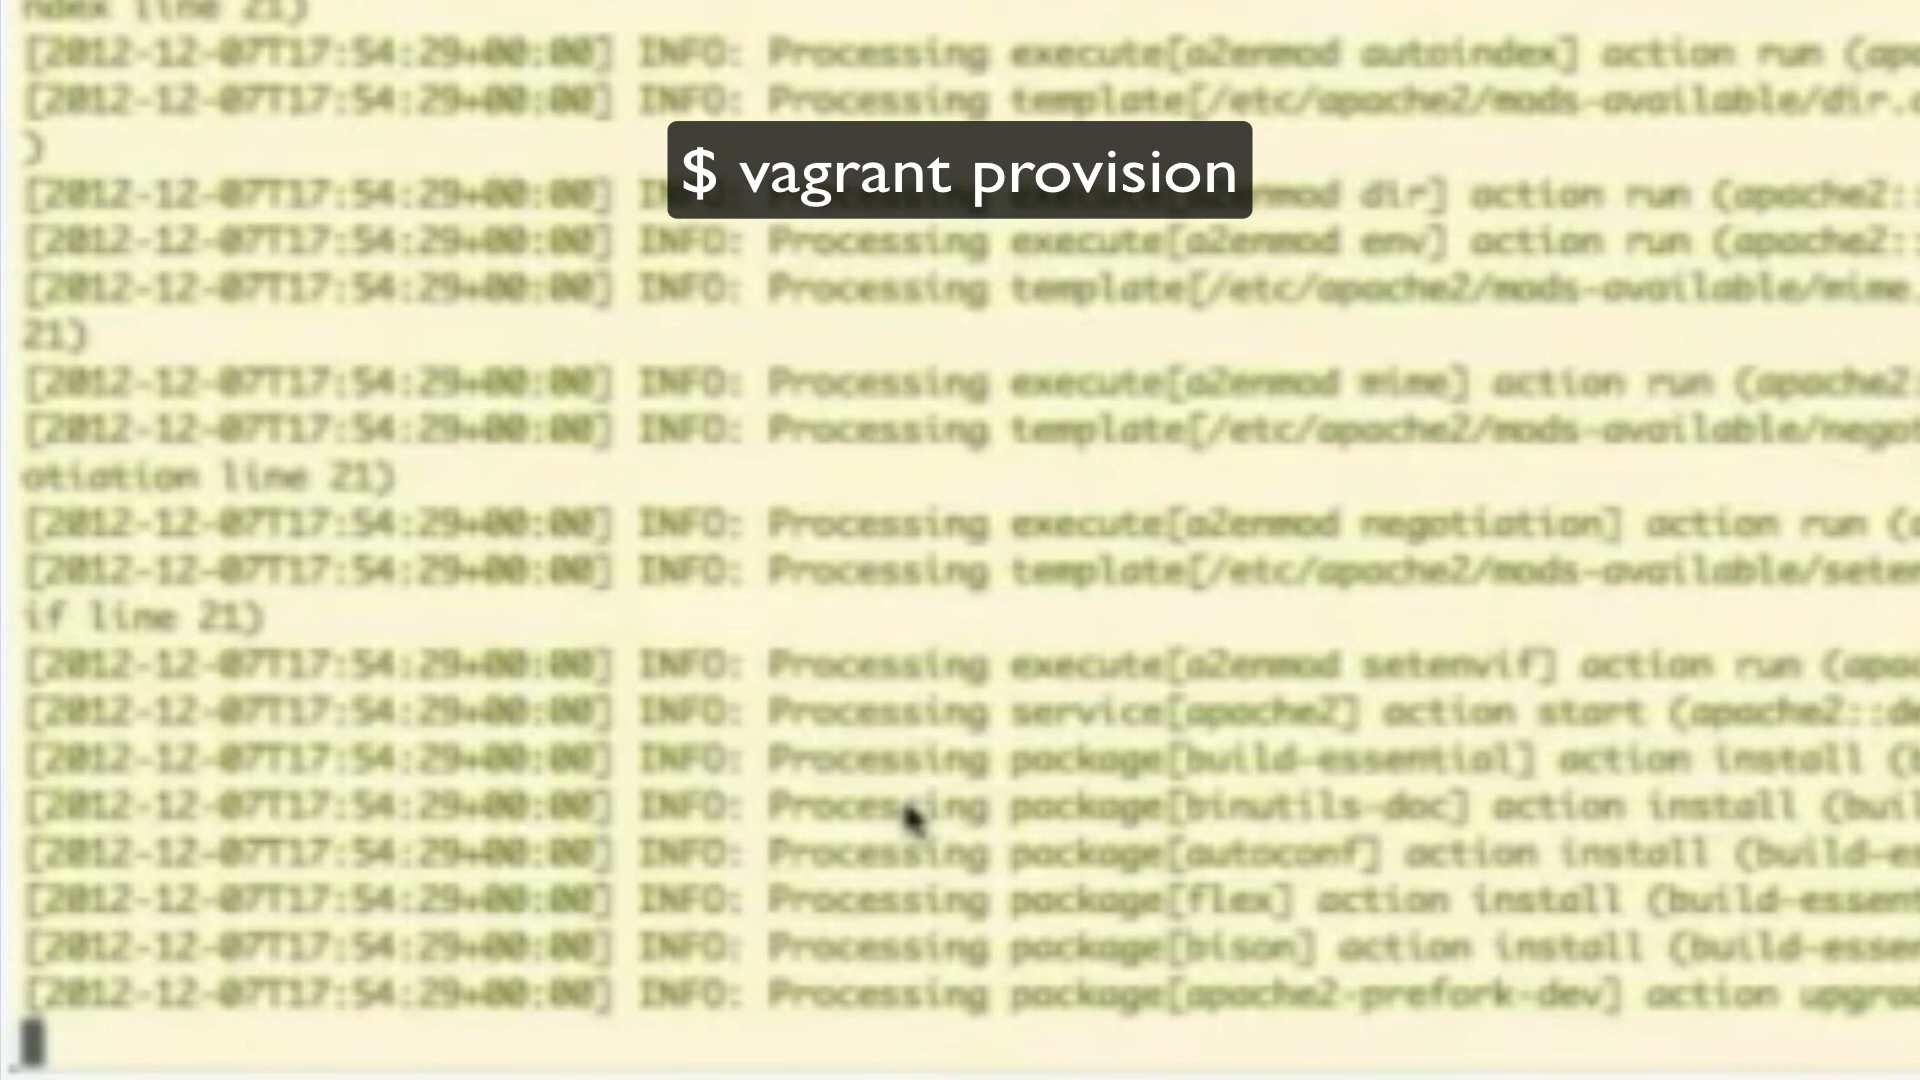 ndex line 21)
[2012-12-07T17:54:29+00:00] INFO: Processing execute[a2enmod autoindex] action run (apa
[2012-12-07T17:54:29+00:00] INFO: Processing template[/etc/apache2/mods-available/dir.c
)
$ vagrant provision
[2012-12-07T17:54:29+00:00] INFO: Processing execute[a2enmod dir] action run (apache2::
[2012-12-07T17:54:29+00:00] INFO: Processing execute[a2enmod env] action run (apache2::
[2012-12-07T17:54:29+00:00] INFO: Processing template[/etc/apache2/mods-available/mime.
21)
[2012-12-07T17:54:29+00:00] INFO: Processing execute[a2enmod mime] action run (apache2:
[2012-12-07T17:54:29+00:00] INFO: Processing template[/etc/apache2/mods-available/negot
otiation line 21)
[2012-12-07T17:54:29+00:00] INFO: Processing execute[a2enmod negotiation] action run (a
[2012-12-07T17:54:29+00:00] INFO: Processing template[/etc/apache2/mods-available/seten
if line 21)
[2012-12-07T17:54:29+00:00] INFO: Processing execute[a2enmod setenvif] action run (apac
[2012-12-07T17:54:29+00:00] INFO: Processing service[apache2] action start (apache2::de
[2012-12-07T17:54:29+00:00] INFO: Processing package[build-essential] action install (b
[2012-12-07T17:54:29+00:00] INFO: Processing package[binutils-doc] action install (buil
[2012-12-07T17:54:29+00:00] INFO: Processing package[autoconf] action install (build-es
[2012-12-07T17:54:29+00:00] INFO: Processing package[flex] action install (build-essent
[2012-12-07T17:54:29+00:00] INFO: Processing package[bison] action install (build-essen
[2012-12-07T17:54:29+00:00] INFO: Processing package[apache2-prefork-dev] action upgrad